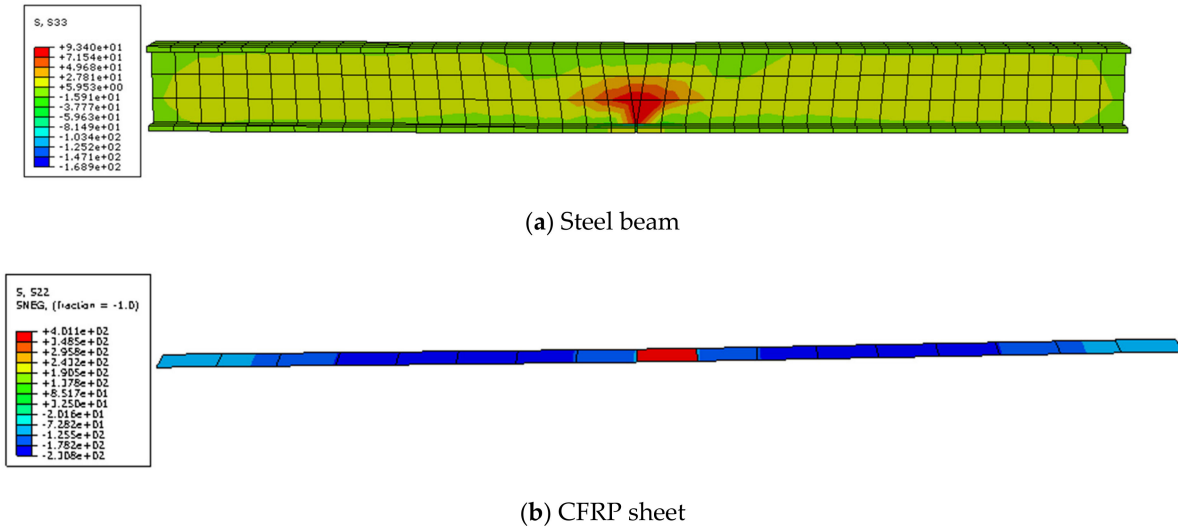 S, S33
+9.340e+01
+7.154e+01
+4.968e+01
+2.781e+01
+5.953e+00
-1.591e+01
-3.777e+01
-5.963e+01
-8.149e+01
-1.034e+02
-1.252e+02
-1.471e+02
-1.689e+02
(a) Steel beam
S, S22
SNEG, (fraction = -1.0)
+4.011e+02
+3.485e+02
+2.958e+02
+2.432e+02
+1.905e+02
+1.378e+02
+8.517e+01
+3.250e+01
-2.016e+01
-7.282e+01
-1.255e+02
-1.782e+02
-2.308e+02
(b) CFRP sheet